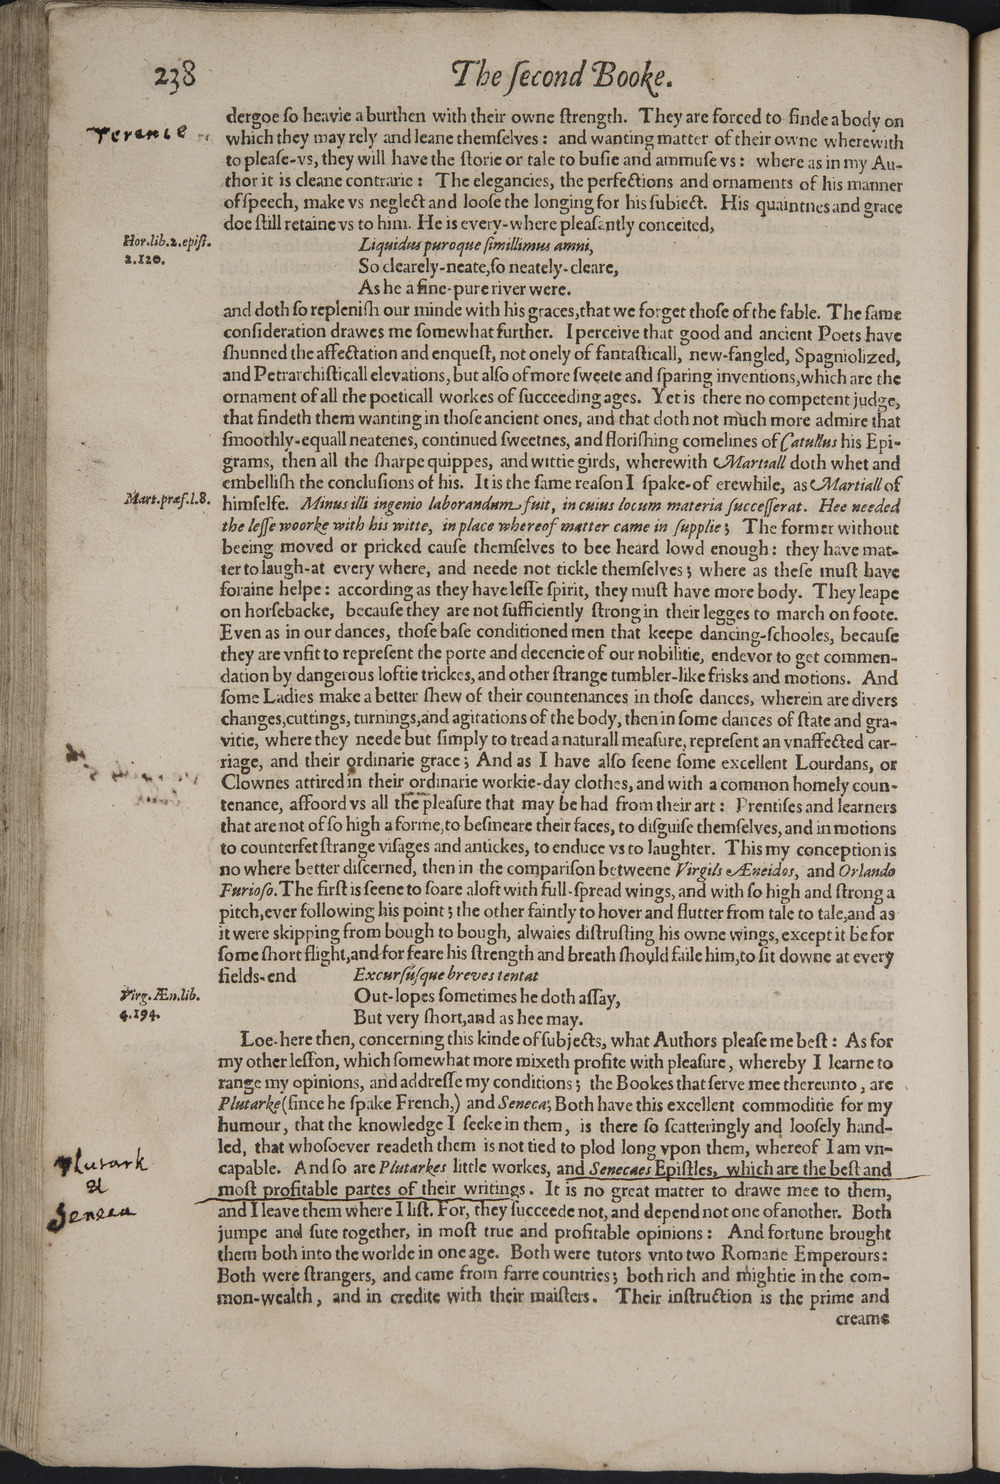 238 The ſecond Booke.
dergoe ſo heavie a burthen with their owne ſtrength. They are forced to finde a body on
Terence
which they may rely and leane themſelves : and wanting matter of their owne wherewith
to pleaſe-vs, they will have the ſtorie or tale to buſie and ammuſe vs : where as in my Au-
thor it is cleane contrarie : The elegancies, the perfections and ornaments of his manner
of ſpeech, make vs neglect and looſe the longing for his ſubiect. His quaintnes and grace
doe ſtill retaine vs to him. He is every-where pleaſantly conceited,
Hor. lib. 2. epiſt.
2. 120.
Liquidus puroque ſimillimus amni,
So clearely-neate, ſo neately-cleare,
As he a fine-pure river were.
and doth ſo repleniſh our minde with his graces, that we forget thoſe of the fable. The ſame
conſideration drawes me ſomewhat further. I perceive that good and ancient Poets have
ſhunned the affectation and enqueſt, not onely of fantaſticall, new-fangled, Spagniolized,
and Petrarchiſticall elevations, but alſo of more ſweete and ſparing inventions, which are the
ornament of all the poeticall workes of ſucceeding ages. Yet is there no competent judge,
that findeth them wanting in thoſe ancient ones, and that doth not much more admire that
ſmoothly-equall neatenes, continued ſweetnes, and floriſhing comelines of Catullus his Epi-
grams, then all the ſharpe quippes, and wittie girds, wherewith Martiall doth whet and
embelliſh the concluſions of his. It is the ſame reaſon I ſpake-of erewhile, as Martiall of
Mart. præf. l. 8.
himſelfe. Minus illi ingenio laborandum fuit, in cuius locum materia ſucceſſerat. Hee needed
the leſſe woorke with his witte, in place whereof matter came in ſupplie ; The former without
beeing moved or pricked cauſe themſelves to bee heard lowd enough : they have mat-
ter to laugh-at every where, and neede not tickle themſelves ; where as theſe muſt have
foraine helpe : according as they have leſſe ſpirit, they muſt have more body. They leape
on horſebacke, becauſe they are not ſufficiently ſtrong in their legges to march on foote.
Even as in our dances, thoſe baſe conditioned men that keepe dancing-ſchooles, becauſe
they are vnfit to repreſent the porte and decencie of our nobilitie, endevor to get commen-
dation by dangerous loftie trickes, and other ſtrange tumbler-like frisks and motions. And
ſome Ladies make a better ſhew of their countenances in thoſe dances, wherein are divers
changes, cuttings, turnings, and agitations of the body, then in ſome dances of ſtate and gra-
vitie, where they neede but ſimply to tread a naturall meaſure, repreſent an vnaffected car-
riage, and their ordinarie grace ; And as I have alſo ſeene ſome excellent Lourdans, or
Clownes attired in their ordinarie workie-day clothes, and with a common homely coun-
tenance, affoord vs all the pleaſure that may be had from their art : Prentiſes and learners
that are not of ſo high a forme, to beſmeare their faces, to diſguiſe themſelves, and in motions
to counterfet ſtrange viſages and antickes, to enduce vs to laughter. This my conception is
no where better diſcerned, then in the compariſon betweene Virgils Æneidos, and Orlando
Furioſo. The firſt is ſeene to ſoare aloft with full-ſpread wings, and with ſo high and ſtrong a
pitch, ever following his point ; the other faintly to hover and flutter from tale to tale, and as
it were skipping from bough to bough, alwaies diſtruſting his owne wings, except it be for
ſome ſhort flight, and for feare his ſtrength and breath ſhould faile him, to ſit downe at every
fields-end Excurſúſque breves tentat
Virg. Æn. lib.
4. 194.
Out-lopes ſometimes he doth aſſay,
But very ſhort, and as hee may.
Loe-here then, concerning this kinde of ſubjects, what Authors pleaſe me beſt : As for
my other leſſon, which ſomewhat more mixeth profite with pleaſure, whereby I learne to
range my opinions, and addreſſe my conditions ; the Bookes that ſerve mee thereunto, are
Plutarke (ſince he ſpake French,) and Seneca; Both have this excellent commoditie for my
humour, that the knowledge I ſeeke in them, is there ſo ſcatteringly and looſely hand-
led, that whoſoever readeth them is not tied to plod long vpon them, whereof I am vn-
Plutark
&
Seneca
capable. And ſo are Plutarkes little workes, and Senecaes Epiſtles, which are the beſt and
moſt profitable partes of their writings. It is no great matter to drawe mee to them,
and I leave them where I liſt. For, they ſucceede not, and depend not one of another. Both
jumpe and ſute together, in moſt true and profitable opinions : And fortune brought
them both into the worlde in one age. Both were tutors vnto two Romane Emperours :
Both were ſtrangers, and came from farre countries ; both rich and mightie in the com-
mon-wealth, and in credite with their maiſters. Their inſtruction is the prime and
creame